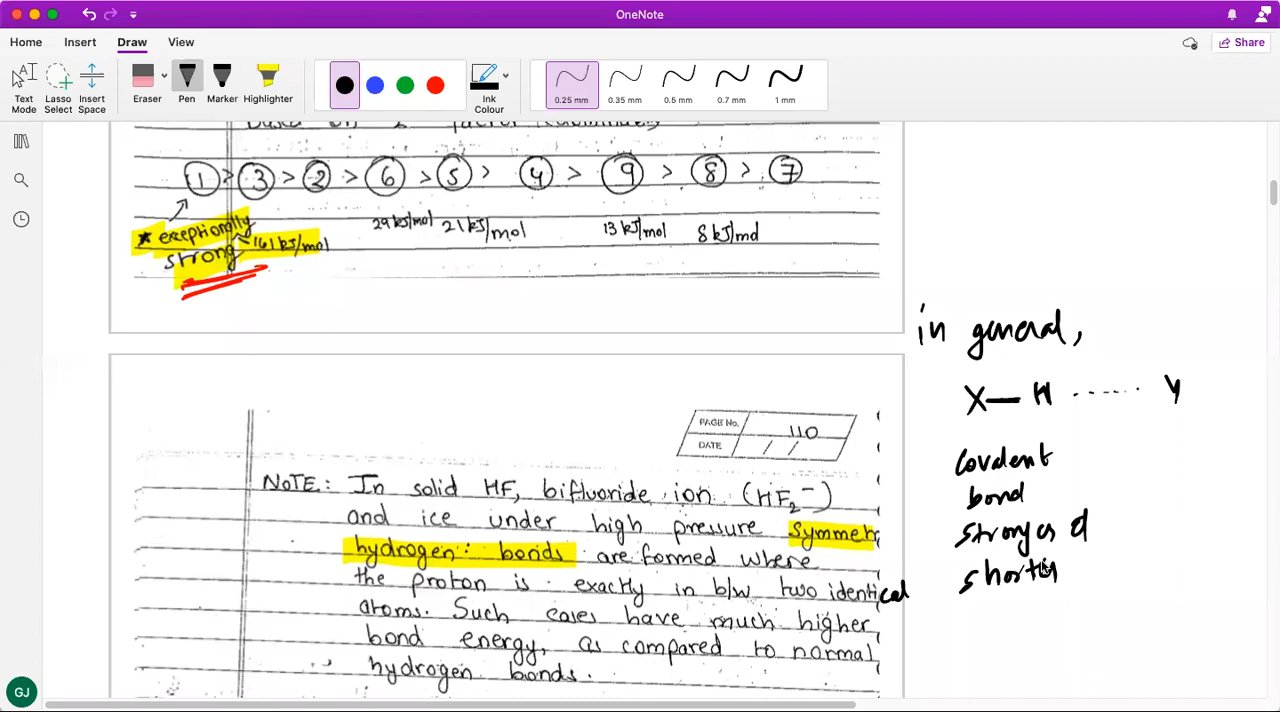 OneNote
Home Insert Draw View
Share
Text Mode
Lasso Select
Insert Space
Eraser
Pen
Marker
Highlighter
Ink Colour
0.25 mm
0.35 mm
0.5 mm
0.7 mm
1 mm
Based on 2 factor
1 > 3 > 2 > 6 > 5 > 4 > 9 > 8 > 7
29 kJ/mol 21 kJ/mol 13 kJ/mol 8 kJ/mol
* exceptionally
strong ~161 kJ/mol
in general,
X—H ........ Y
covalent
bond
stronger &
shorter
PAGE No. 110
DATE / /
NOTE: In solid HF, bifluoride ion (HF2-)
and ice under high pressure symmetr
hydrogen bonds are formed where
the proton is exactly in b/w two identical
atoms. Such cases have much higher
bond energy, as compared to normal
hydrogen bonds.
GJ